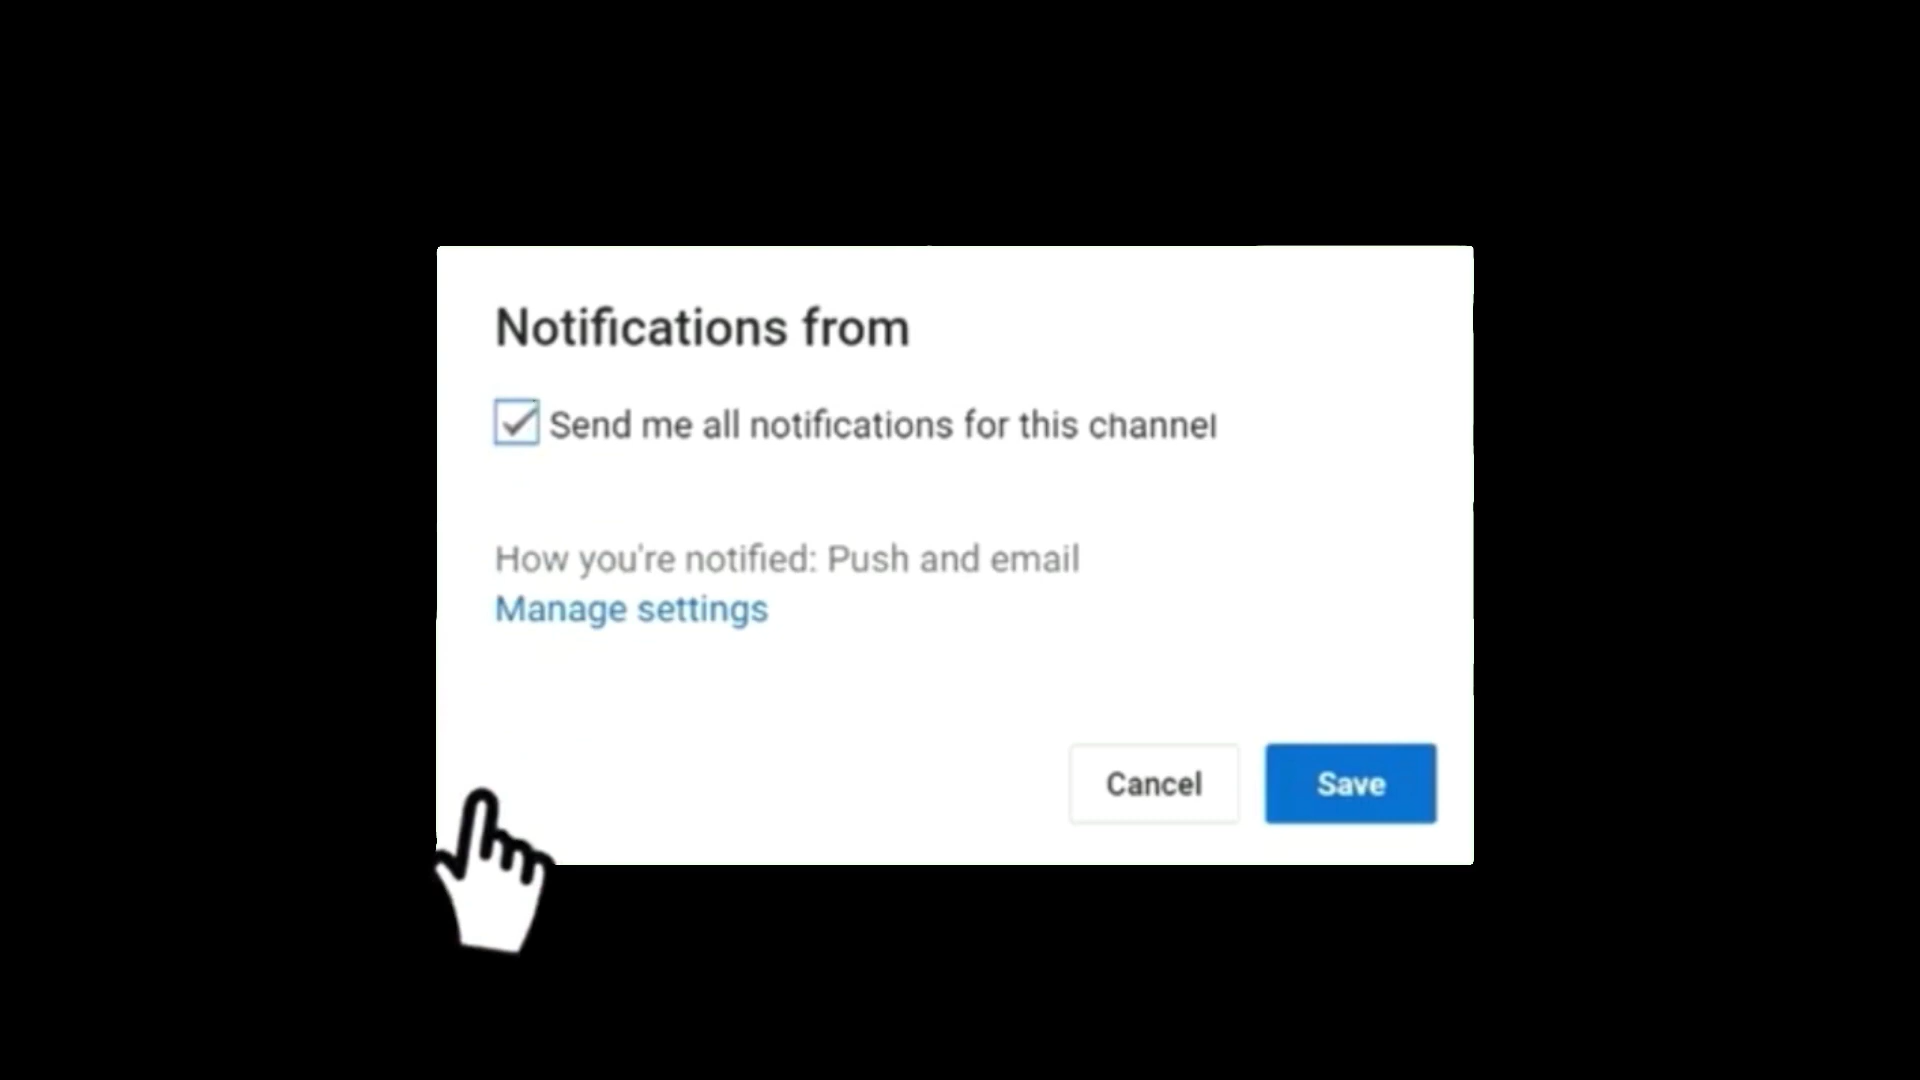 Notifications from
Send me all notifications for this channel
How you're notified: Push and email
Manage settings
Cancel
Save